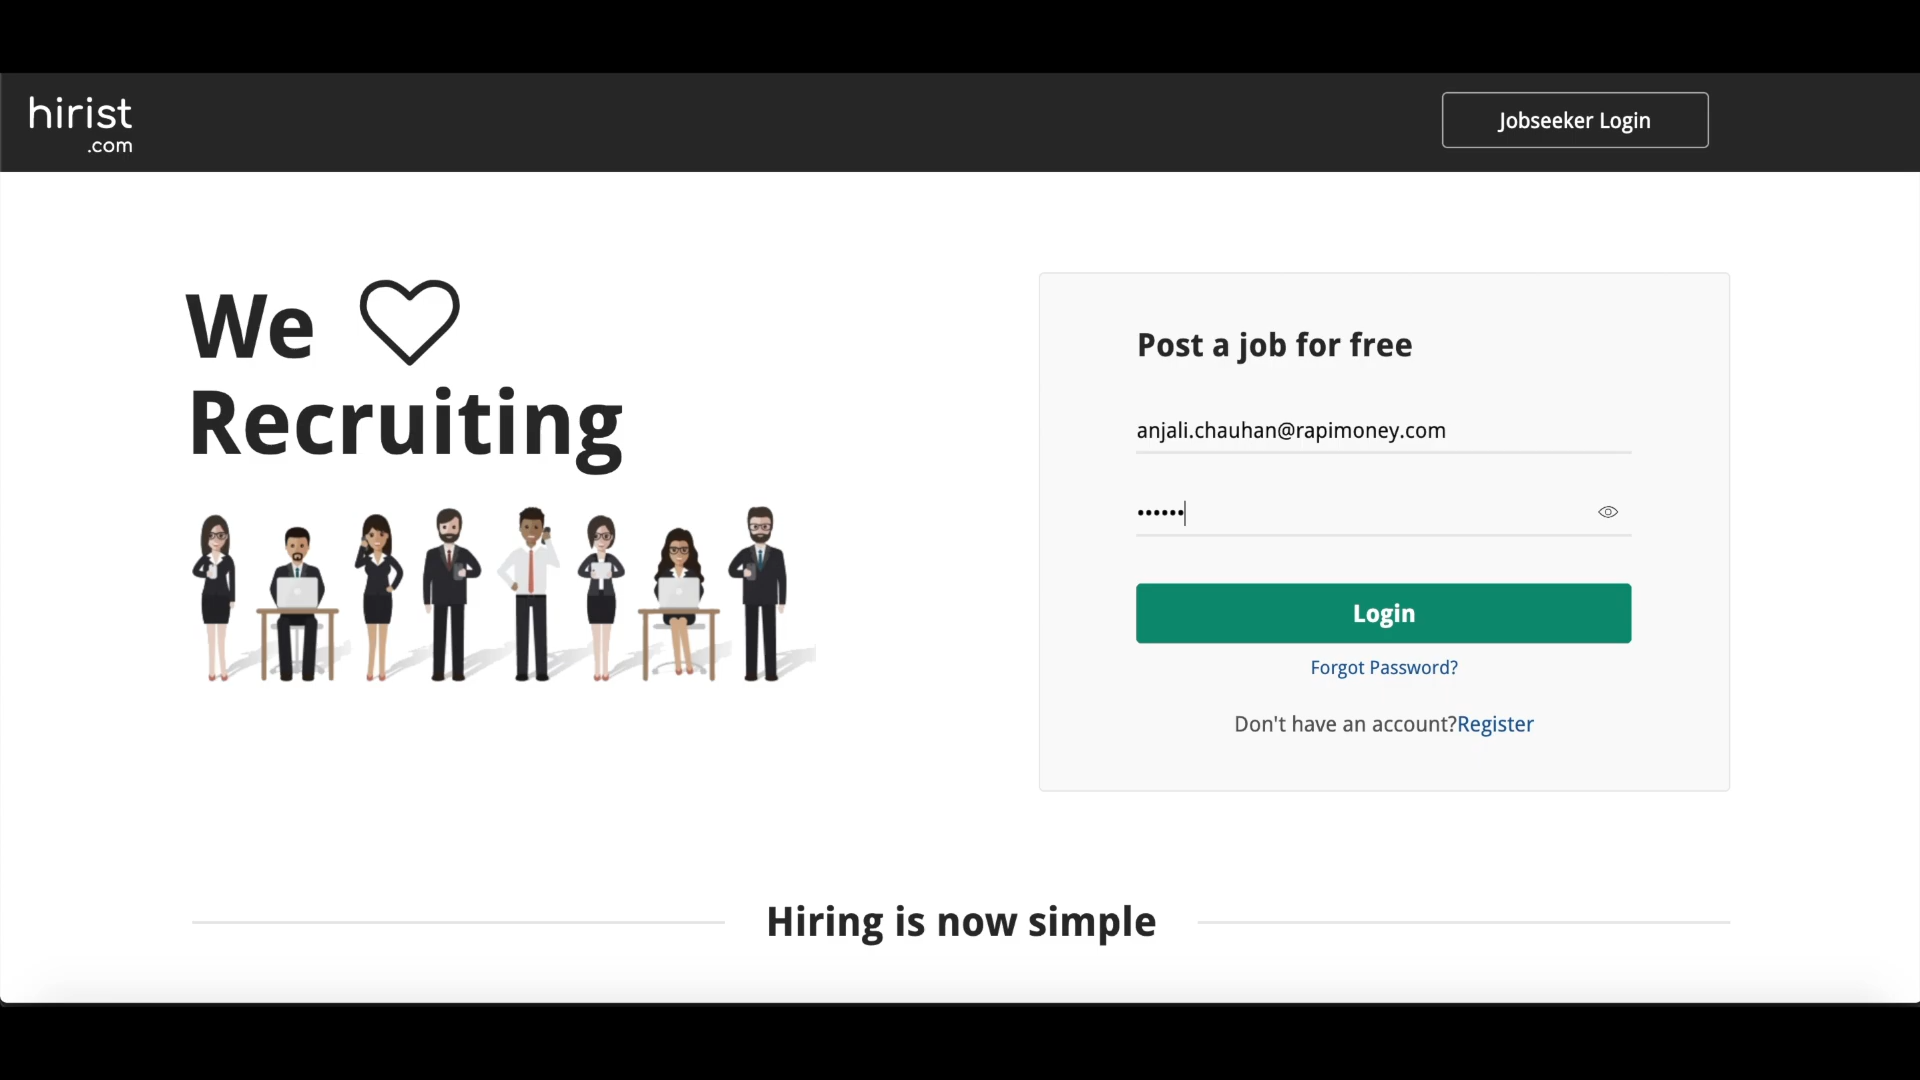 hirist
.com
Jobseeker Login
We
Recruiting
Post a job for free
anjali.chauhan@rapimoney.com
••••••
Login
Forgot Password?
Don't have an account?Register
Hiring is now simple